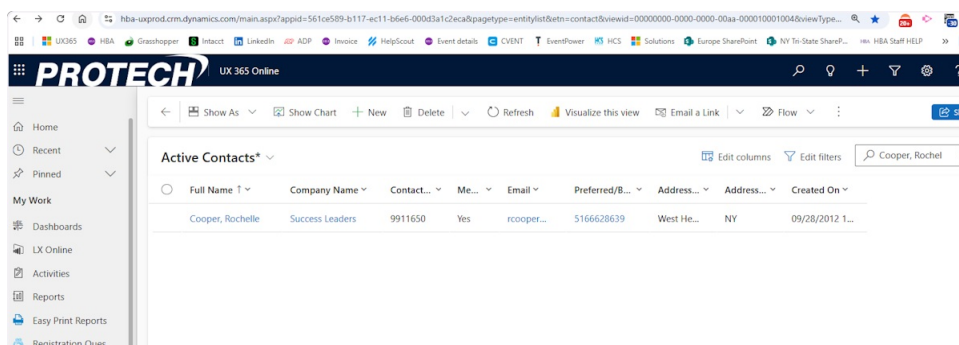 hba-uxprod.crm.dynamics.com/main.aspx?appid=561ce589-b117-ec11-b6e6-000d3a1c2eca&pagetype=entitylist&etn=contact&viewid=00000000-0000-0000-00aa-000010001004&viewType...
UX365 HBA Grasshopper Intacct LinkedIn ADP Invoice HelpScout Event details CVENT EventPower HCS Solutions Europe SharePoint NY Tri-State ShareP... HBA Staff HELP »
PROTECH UX 365 Online
Show As Show Chart New Delete Refresh Visualize this view Email a Link Flow
Home
Recent
Pinned
Active Contacts* Edit columns Edit filters Cooper, Rochel
Full Name ↑ Company Name Contact... Me... Email Preferred/B... Address... Address... Created On
My Work
Cooper, Rochelle Success Leaders 9911650 Yes rcooper... 5166628639 West He... NY 09/28/2012 1...
Dashboards
LX Online
Activities
Reports
Easy Print Reports